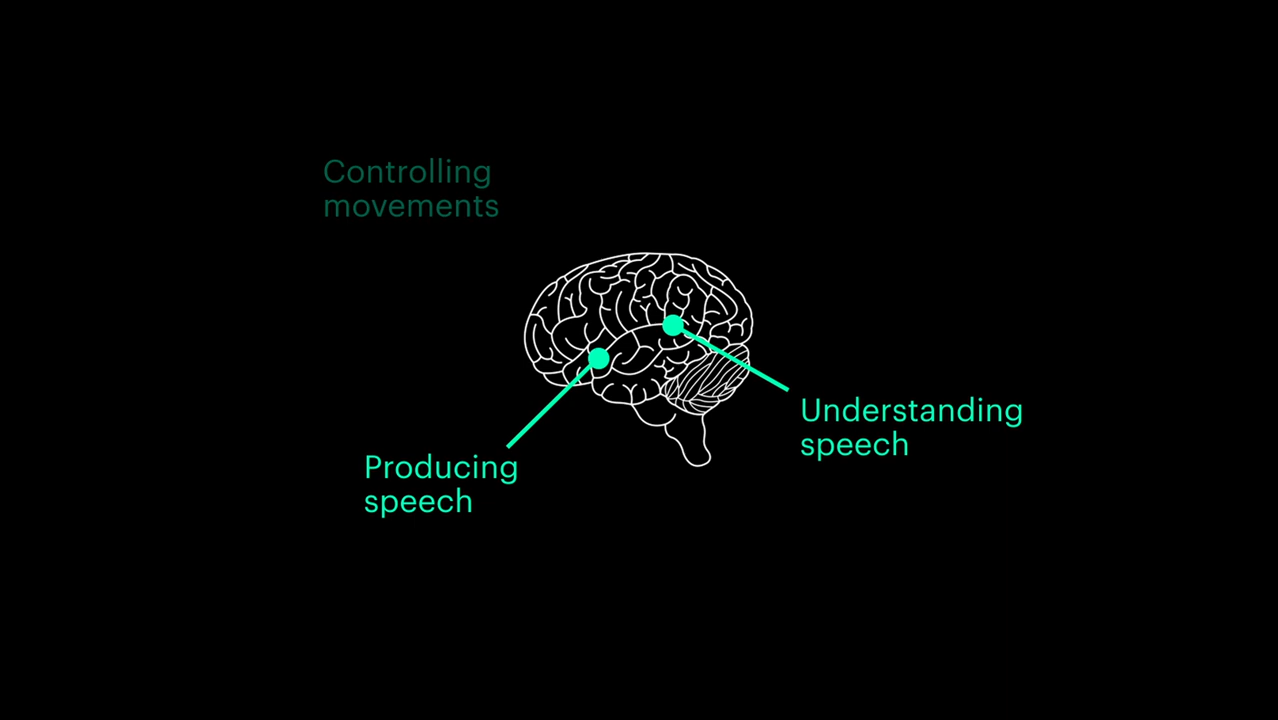 Controlling
movements
Understanding
speech
Producing
speech